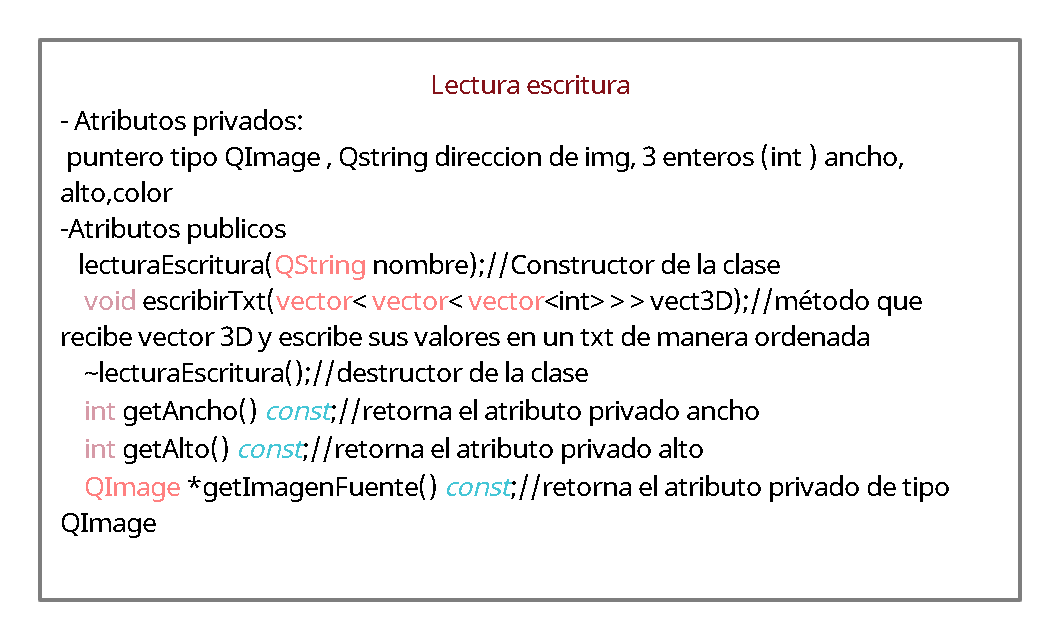 Lectura escritura
- Atributos privados:
puntero tipo QImage , Qstring direccion de img, 3 enteros (int ) ancho,
alto,color
-Atributos publicos
lecturaEscritura(QString nombre);//Constructor de la clase
void escribirTxt(vector< vector< vector<int> > > vect3D);//método que
recibe vector 3D y escribe sus valores en un txt de manera ordenada
~lecturaEscritura();//destructor de la clase
int getAncho() const;//retorna el atributo privado ancho
int getAlto() const;//retorna el atributo privado alto
QImage *getImagenFuente() const;//retorna el atributo privado de tipo
QImage